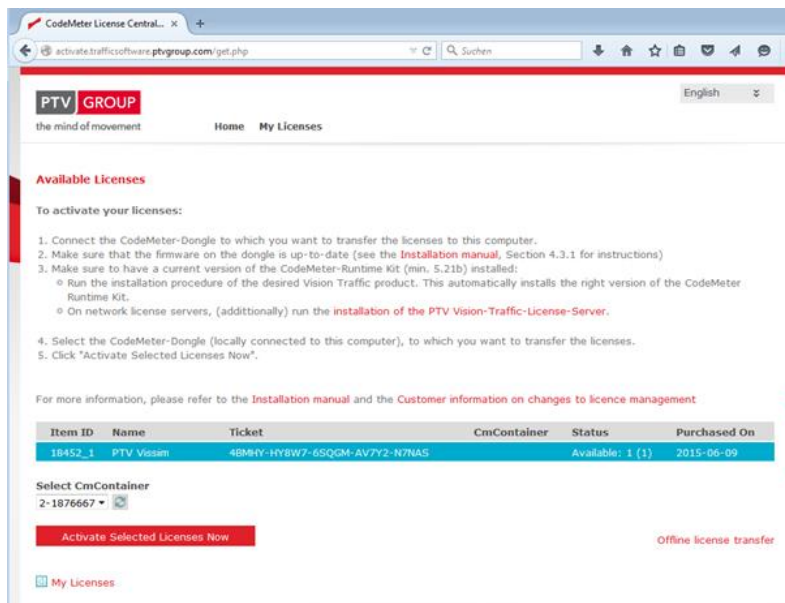 CodeMeter License Central... × +
activate.trafficsoftware.ptvgroup.com/get.php
Suchen
PTV GROUP
the mind of movement
English
Home My Licenses
Available Licenses
To activate your licenses:
1. Connect the CodeMeter-Dongle to which you want to transfer the licenses to this computer.
2. Make sure that the firmware on the dongle is up-to-date (see the Installation manual, Section 4.3.1 for instructions)
3. Make sure to have a current version of the CodeMeter-Runtime Kit (min. 5.21b) installed:
Run the installation procedure of the desired Vision Traffic product. This automatically installs the right version of the CodeMeter
Runtime Kit.
On network license servers, (addittionally) run the installation of the PTV Vision-Traffic-License-Server.
4. Select the CodeMeter-Dongle (locally connected to this computer), to which you want to transfer the licenses.
5. Click "Activate Selected Licenses Now".
For more information, please refer to the Installation manual and the Customer information on changes to licence management
Item ID Name Ticket CmContainer Status Purchased On
18452_1 PTV Vissim 4BMHY-HY8W7-6SQGM-AV7Y2-N7NAS Available: 1 (1) 2015-06-09
Select CmContainer
2-1876667
Activate Selected Licenses Now
Offline license transfer
My Licenses